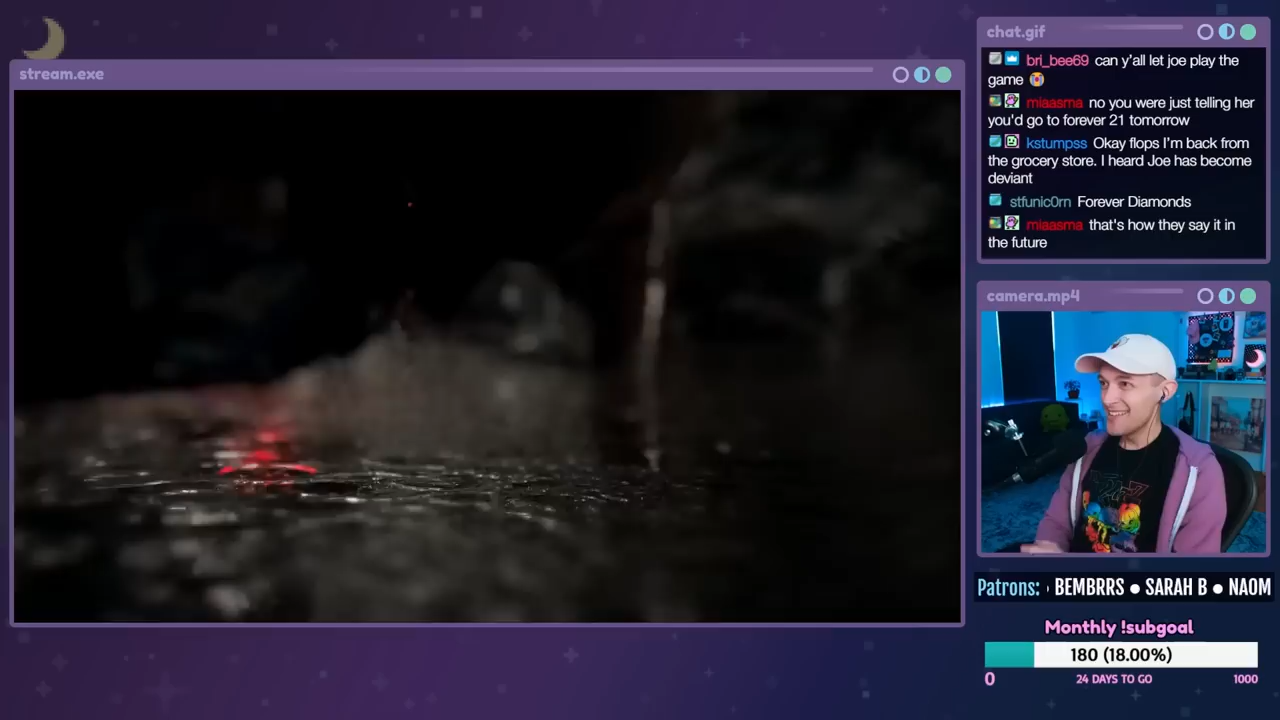 stream.exe
chat.gif
bri_bee69 can y'all let joe play the
game
miaasma no you were just telling her
you'd go to forever 21 tomorrow
kstumpss Okay flops I'm back from
the grocery store. I heard Joe has become
deviant
stfunic0rn Forever Diamonds
miaasma that's how they say it in
the future
camera.mp4
Patrons: BEMBRRS ● SARAH B ● NAOM
Monthly !subgoal
180 (18.00%)
0 24 DAYS TO GO 1000